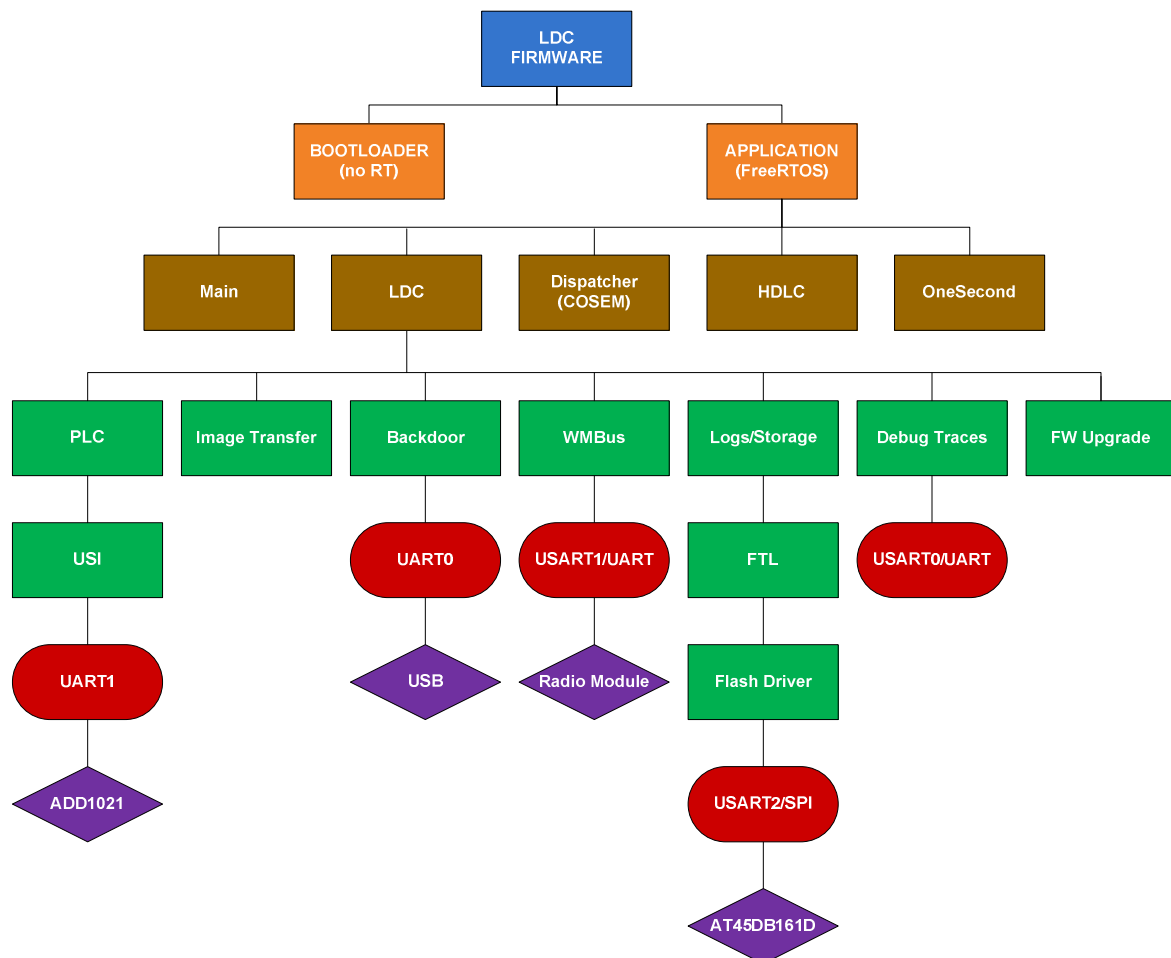 LDC
FIRMWARE
BOOTLOADER
(no RT)
APPLICATION
(FreeRTOS)
Main
LDC
Dispatcher
(COSEM)
HDLC
OneSecond
PLC
Image Transfer
Backdoor
WMBus
Logs/Storage
Debug Traces
FW Upgrade
USI
UART0
USART1/UART
FTL
USART0/UART
UART1
USB
Radio Module
Flash Driver
ADD1021
USART2/SPI
AT45DB161D